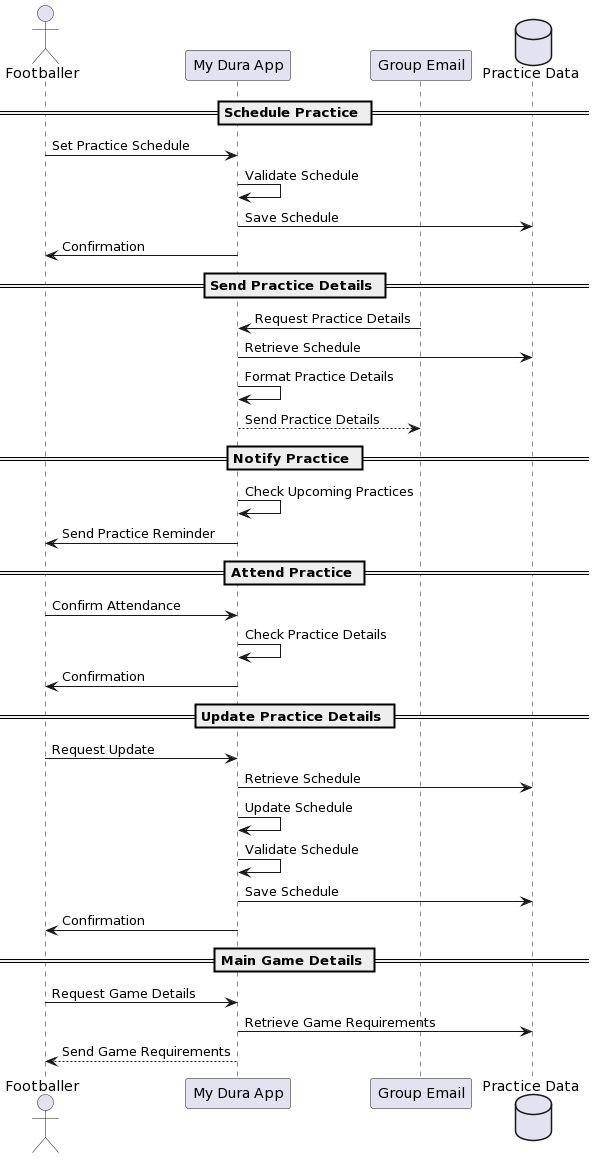 Footballer
My Dura App
Group Email
Practice Data
Schedule Practice
Set Practice Schedule
Validate Schedule
Save Schedule
Confirmation
Send Practice Details
Request Practice Details
Retrieve Schedule
Format Practice Details
Send Practice Details
Notify Practice
Check Upcoming Practices
Send Practice Reminder
Attend Practice
Confirm Attendance
Check Practice Details
Confirmation
Update Practice Details
Request Update
Retrieve Schedule
Update Schedule
Validate Schedule
Save Schedule
Confirmation
Main Game Details
Request Game Details
Retrieve Game Requirements
Send Game Requirements
Footballer
My Dura App
Group Email
Practice Data